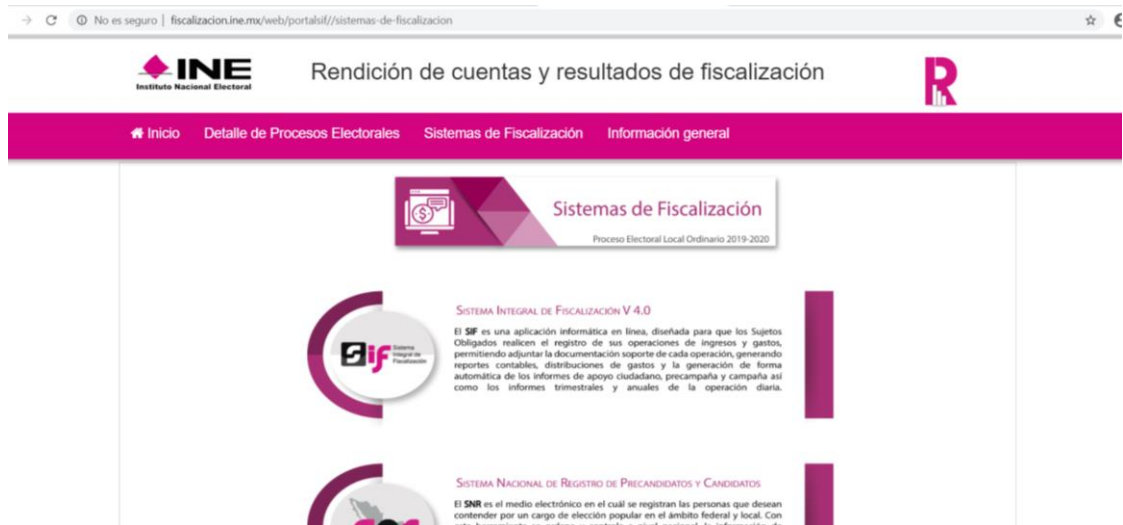 No es seguro | fiscalizacion.ine.mx/web/portalsif//sistemas-de-fiscalizacion
INE
Instituto Nacional Electoral
Rendición de cuentas y resultados de fiscalización
R
Inicio Detalle de Procesos Electorales Sistemas de Fiscalización Información general
Sistemas de Fiscalización
Proceso Electoral Local Ordinario 2019-2020
SISTEMA INTEGRAL DE FISCALIZACIÓN V 4.0
Sif Sistema
Integral de
Fiscalización
El SIF es una aplicación informática en línea, diseñada para que los Sujetos
Obligados realicen el registro de sus operaciones de ingresos y gastos,
permitiendo adjuntar la documentación soporte de cada operación, generando
reportes contables, distribuciones de gastos y la generación de forma
automática de los informes de apoyo ciudadano, precampaña y campaña así
como los informes trimestrales y anuales de la operación diaria.
SISTEMA NACIONAL DE REGISTRO DE PRECANDIDATOS Y CANDIDATOS
El SNR es el medio electrónico en el cuál se registran las personas que desean
contender por un cargo de elección popular en el ámbito federal y local. Con